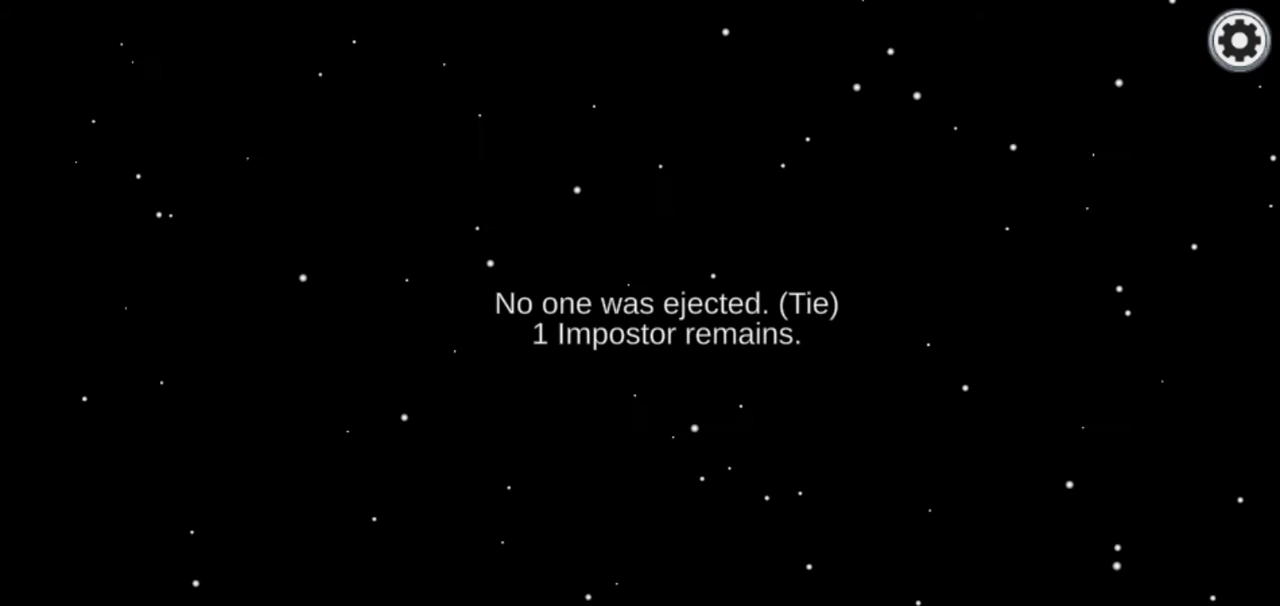 No one was ejected. (Tie)
1 Impostor remains.